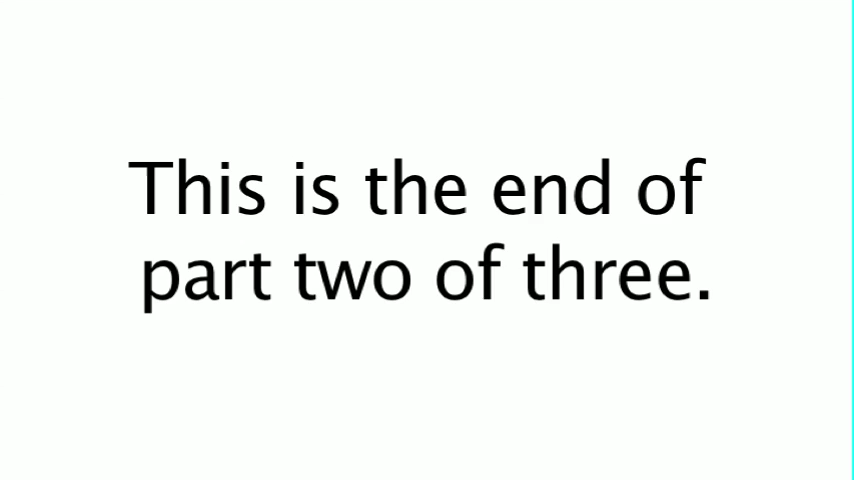 This is the end of
part two of three.